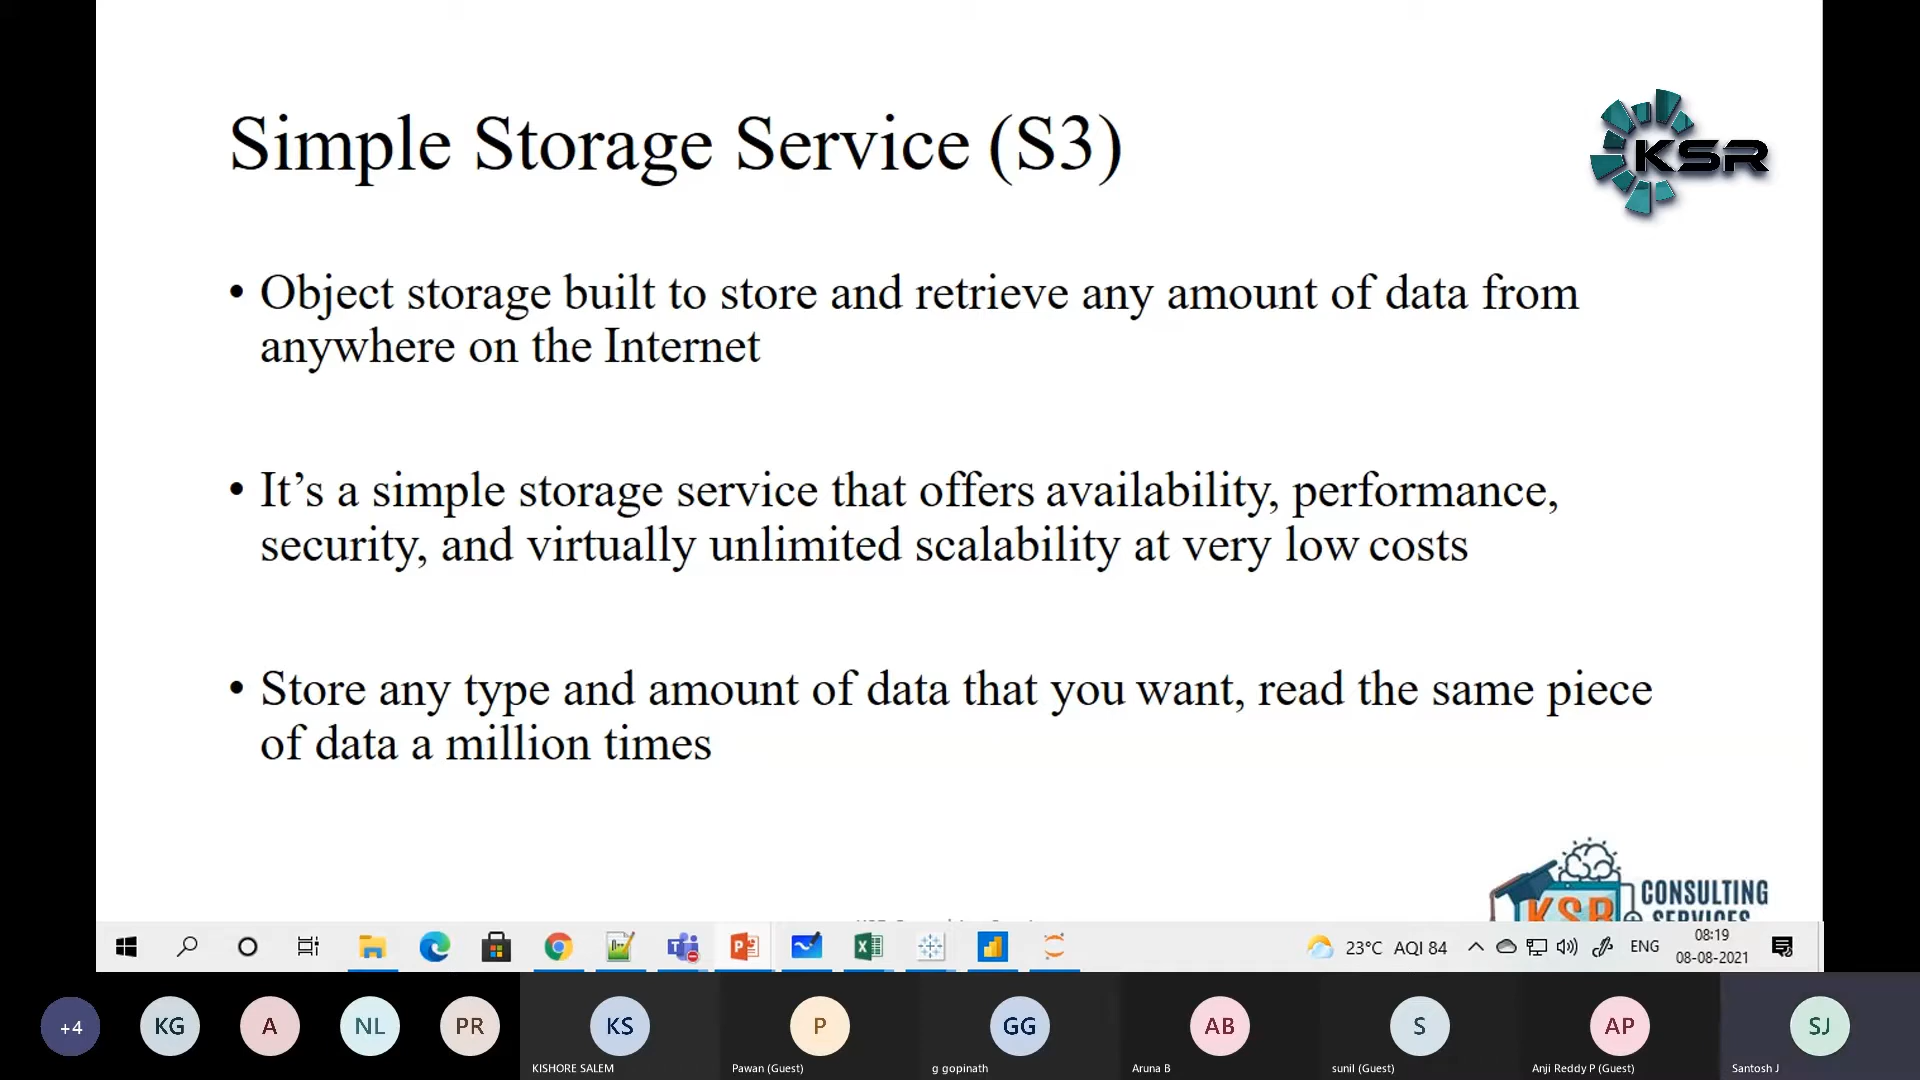 Simple Storage Service (S3)
KSR
• Object storage built to store and retrieve any amount of data from
anywhere on the Internet
• It’s a simple storage service that offers availability, performance,
security, and virtually unlimited scalability at very low costs
• Store any type and amount of data that you want, read the same piece
of data a million times
KSR
CONSULTING
SERVICES
23°C AQI 84
ENG
08:19
08-08-2021
+4
KG
A
NL
PR
KS
P
GG
AB
S
AP
SJ
KISHORE SALEM
Pawan (Guest)
g gopinath
Aruna B
sunil (Guest)
Anji Reddy P (Guest)
Santosh J